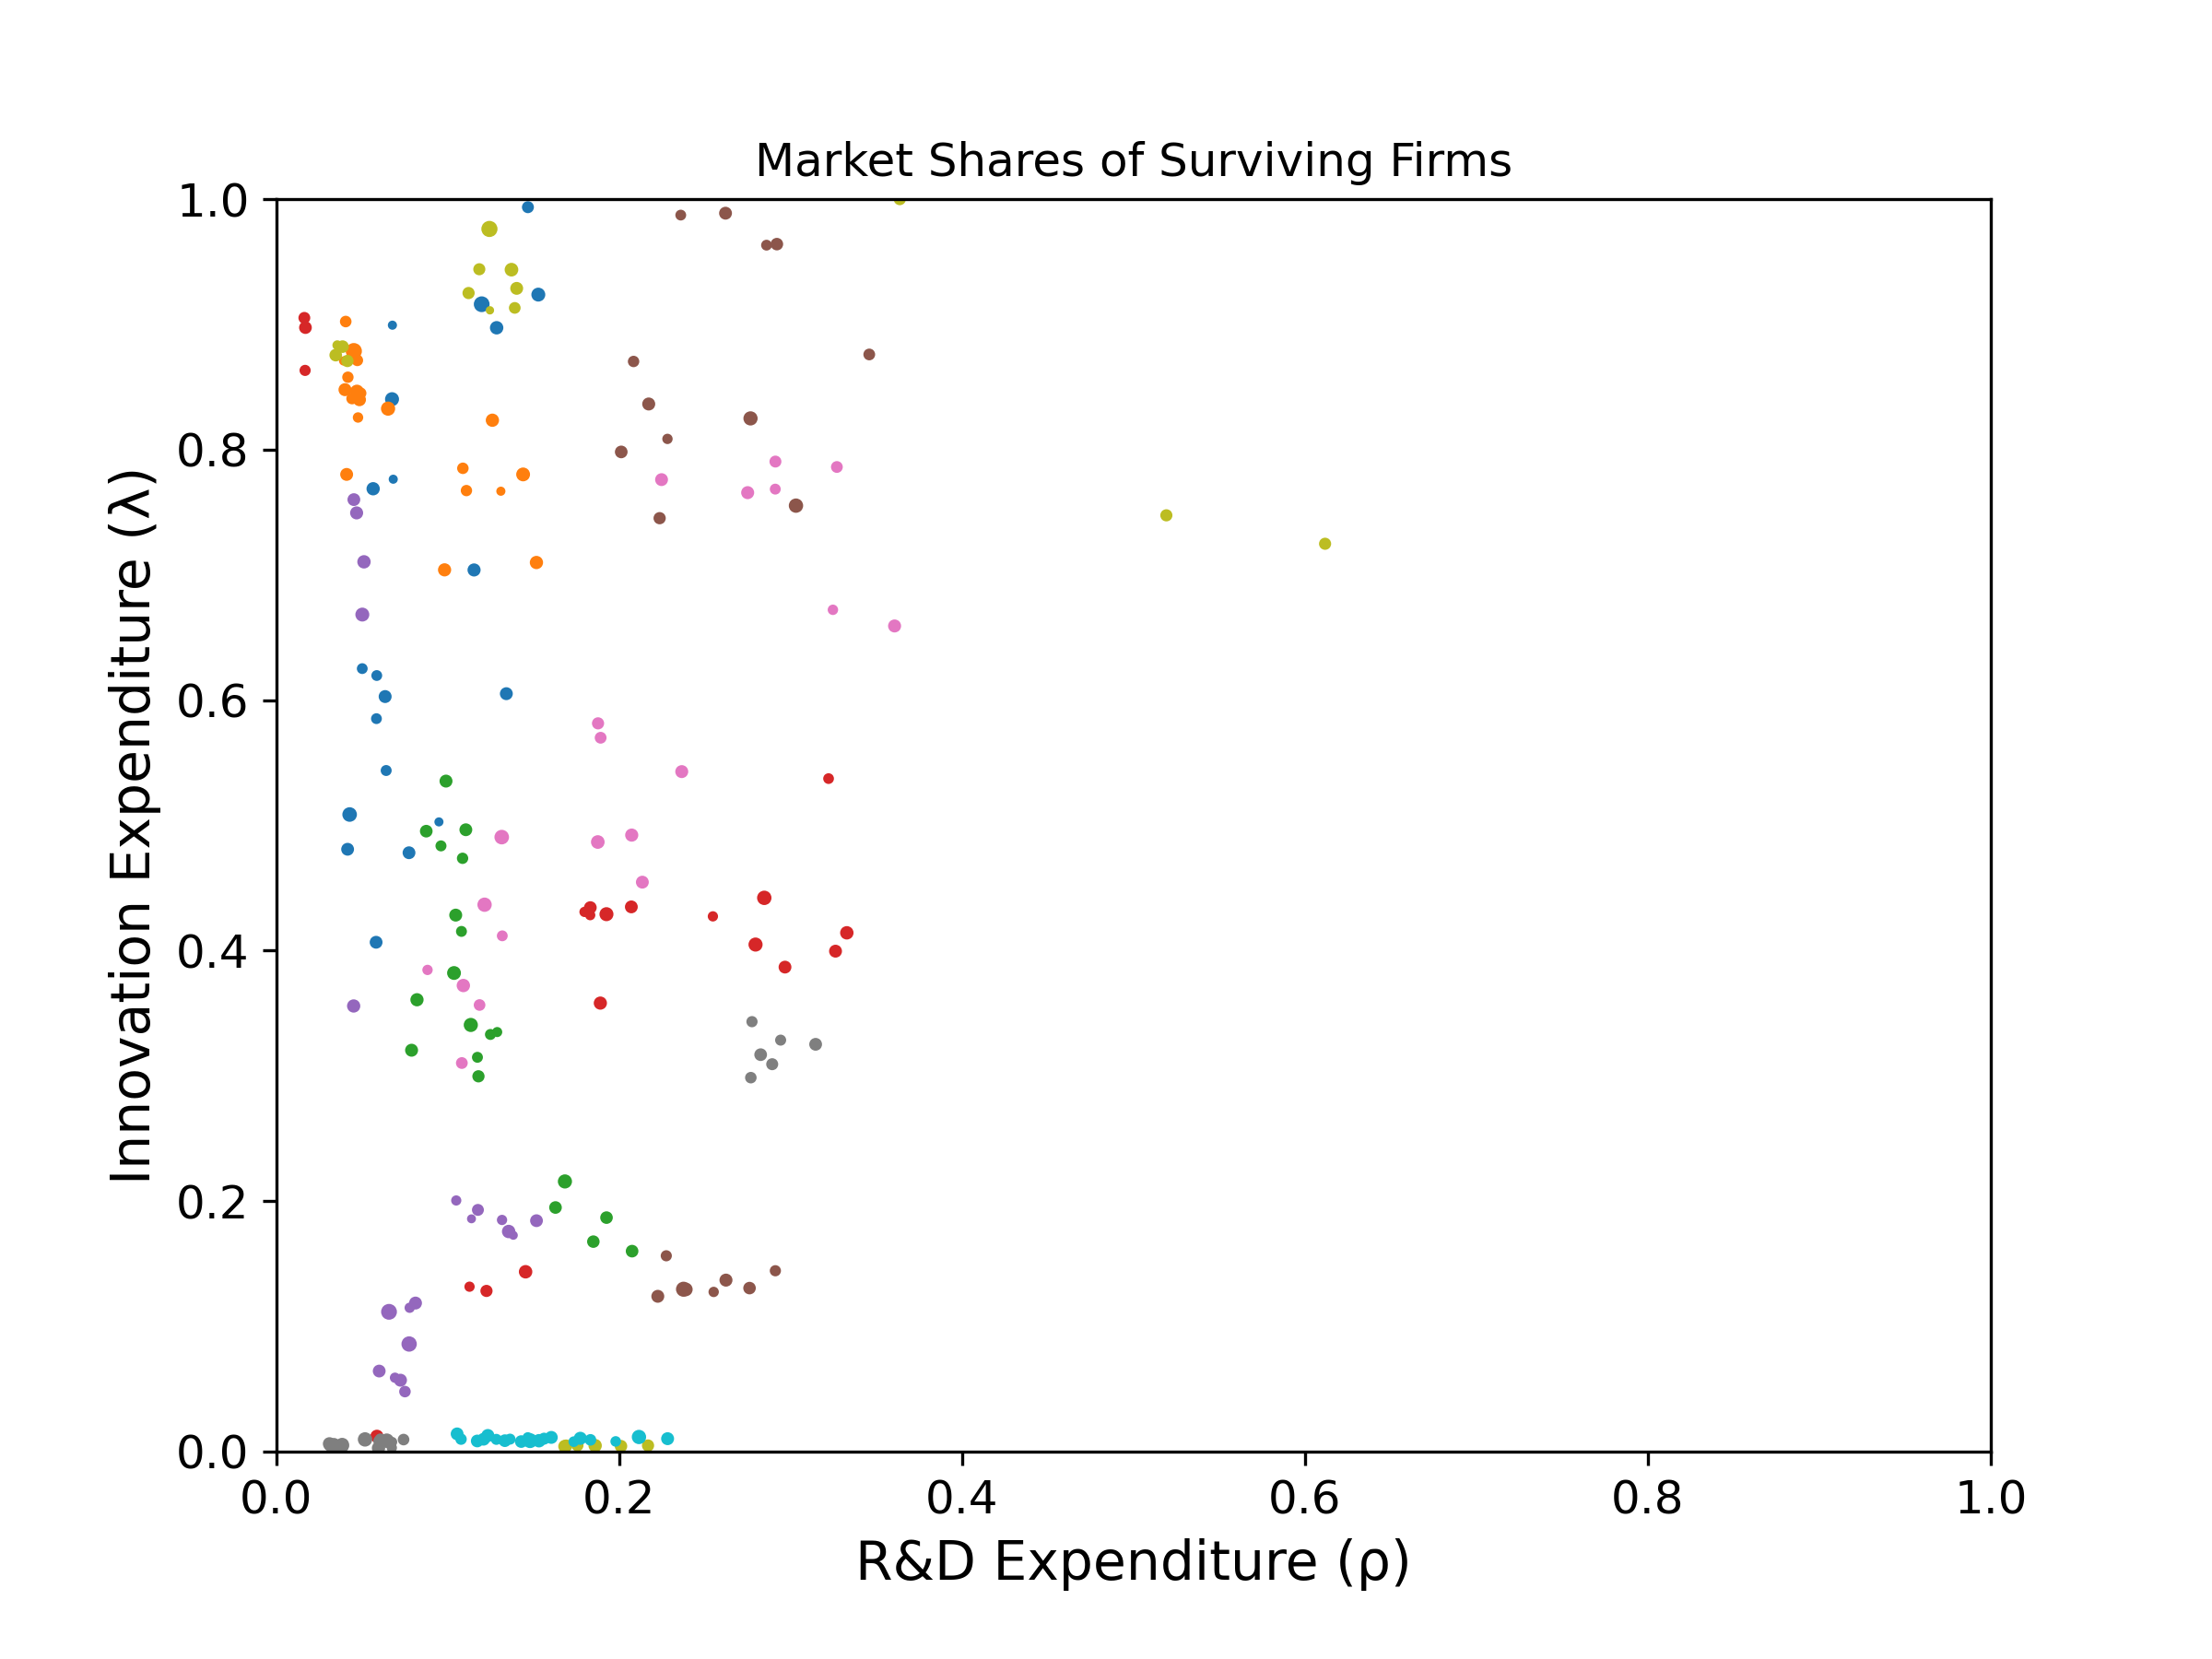 Market Shares of Surviving Firms
1.0
0.8
0.6
0.4
0.2
0.0
Innovation Expenditure (λ)
0.0 0.2 0.4 0.6 0.8 1.0
R&D Expenditure (ρ)